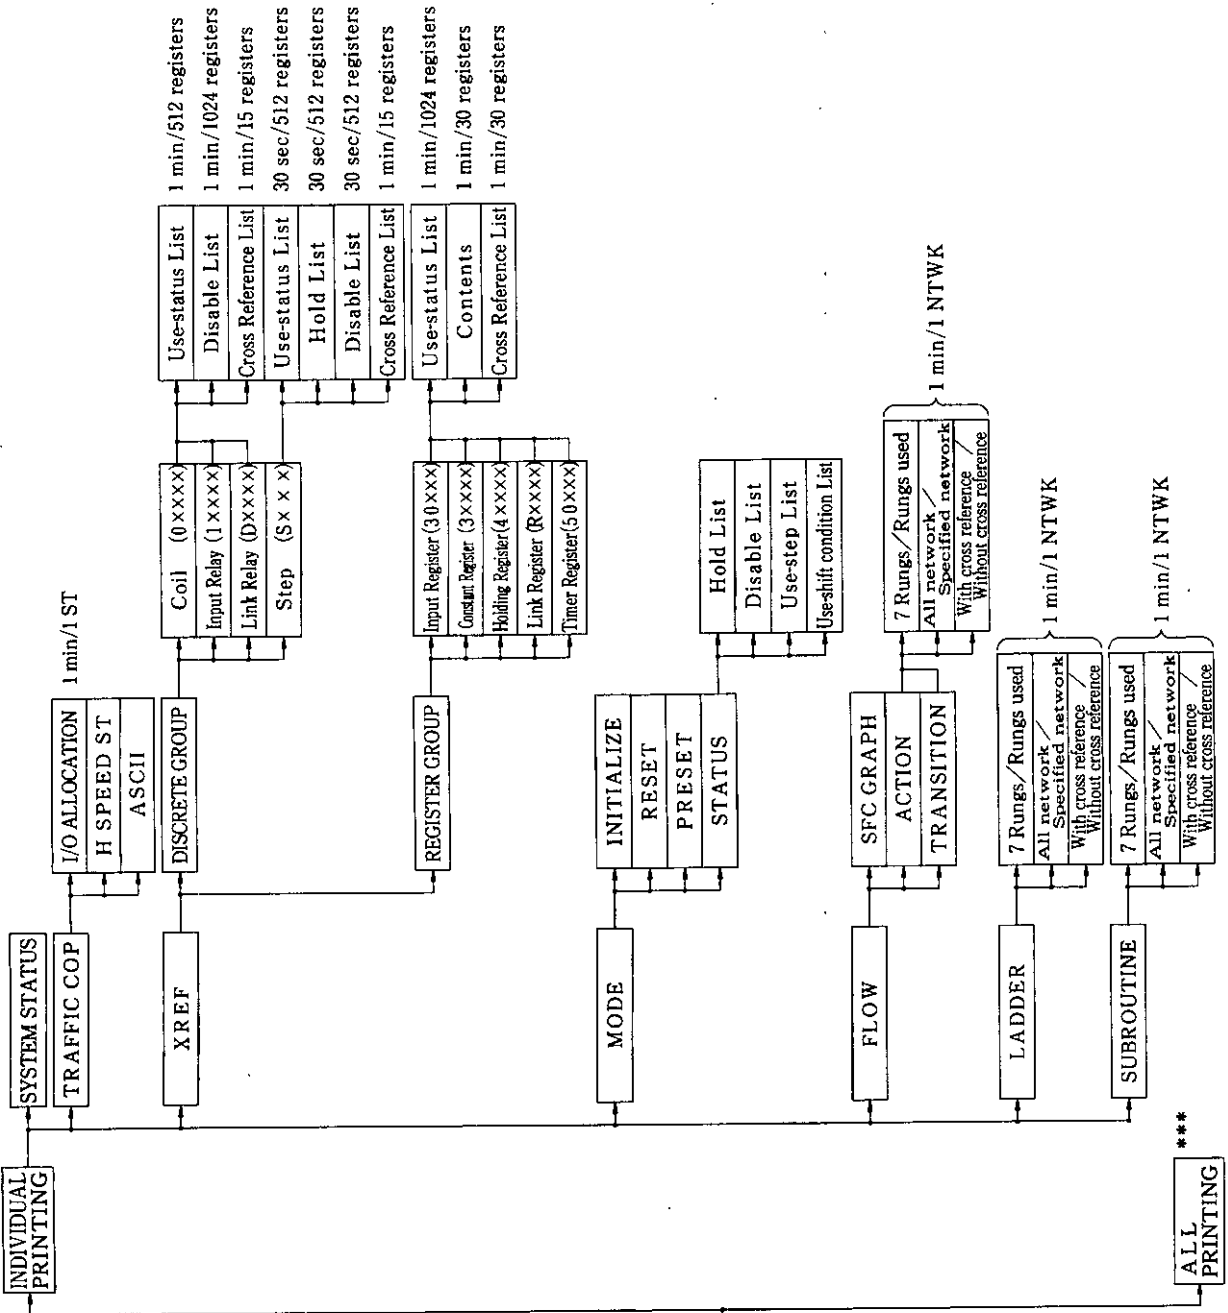 INDIVIDUAL
PRINTING
SYSTEM STATUS
TRAFFIC COP
I/O ALLOCATION
1 min/1 ST
H SPEED ST
ASCII
XREF
DISCRETE GROUP
Coil (0××××)
Input Relay (1××××)
Link Relay (D××××)
Step (S×××)
Use-status List
1 min/512 registers
Disable List
1 min/1024 registers
Cross Reference List
1 min/15 registers
Use-status List
30 sec/512 registers
Hold List
30 sec/512 registers
Disable List
30 sec/512 registers
Cross Reference List
1 min/15 registers
REGISTER GROUP
Input Register (30×××)
Constant Register (3××××)
Holding Register (4××××)
Link Register (R××××)
Timer Register (50×××)
Use-status List
1 min/1024 registers
Contents
1 min/30 registers
Cross Reference List
1 min/30 registers
MODE
INITIALIZE
RESET
PRESET
STATUS
Hold List
Disable List
Use-step List
Use-shift condition List
FLOW
SFC GRAPH
ACTION
TRANSITION
7 Rungs/Rungs used
All network/
Specified network
With cross reference/
Without cross reference
1 min/1 NTWK
LADDER
7 Rungs/Rungs used
All network/
Specified network
With cross reference/
Without cross reference
1 min/1 NTWK
SUBROUTINE
7 Rungs/Rungs used
All network/
Specified network
With cross reference/
Without cross reference
1 min/1 NTWK
ALL
PRINTING
***